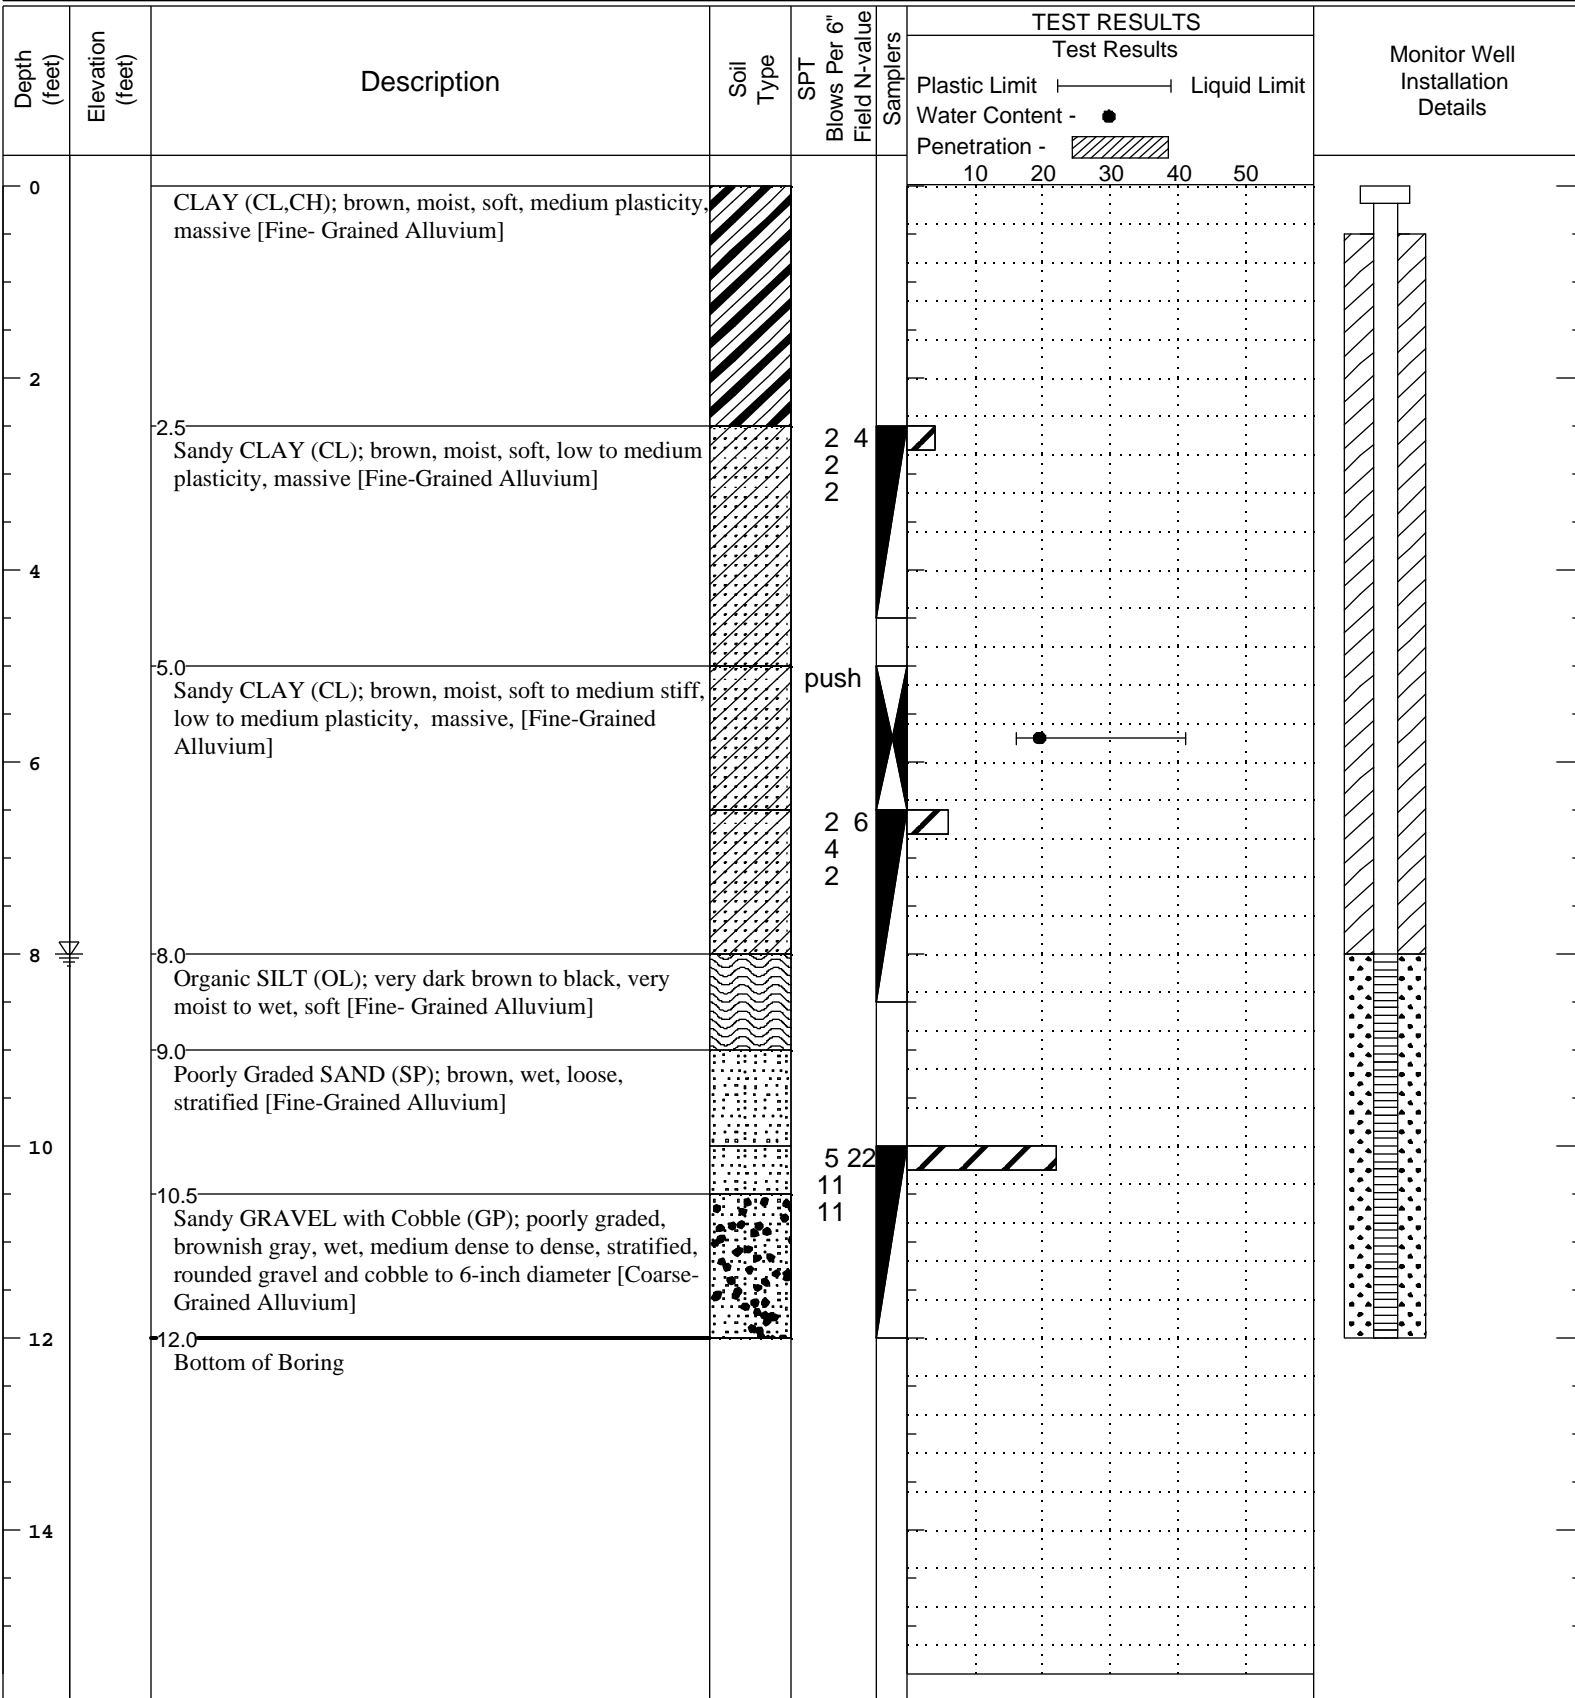 Depth
(feet)
Elevation
(feet)
Description
Soil
Type
SPT
Blows Per 6"
Field N-value
Samplers
TEST RESULTS
Test Results
Plastic Limit Liquid Limit
Water Content -
Penetration -
10 20 30 40 50
Monitor Well
Installation
Details
0
CLAY (CL,CH); brown, moist, soft, medium plasticity,
massive [Fine- Grained Alluvium]
2
2.5
Sandy CLAY (CL); brown, moist, soft, low to medium
plasticity, massive [Fine-Grained Alluvium]
2 4
2
2
4
5.0
Sandy CLAY (CL); brown, moist, soft to medium stiff,
low to medium plasticity, massive, [Fine-Grained
Alluvium]
push
6
2 6
4
2
8
8.0
Organic SILT (OL); very dark brown to black, very
moist to wet, soft [Fine- Grained Alluvium]
9.0
Poorly Graded SAND (SP); brown, wet, loose,
stratified [Fine-Grained Alluvium]
10
5 22
11
11
10.5
Sandy GRAVEL with Cobble (GP); poorly graded,
brownish gray, wet, medium dense to dense, stratified,
rounded gravel and cobble to 6-inch diameter [Coarse-
Grained Alluvium]
12
12.0
Bottom of Boring
14